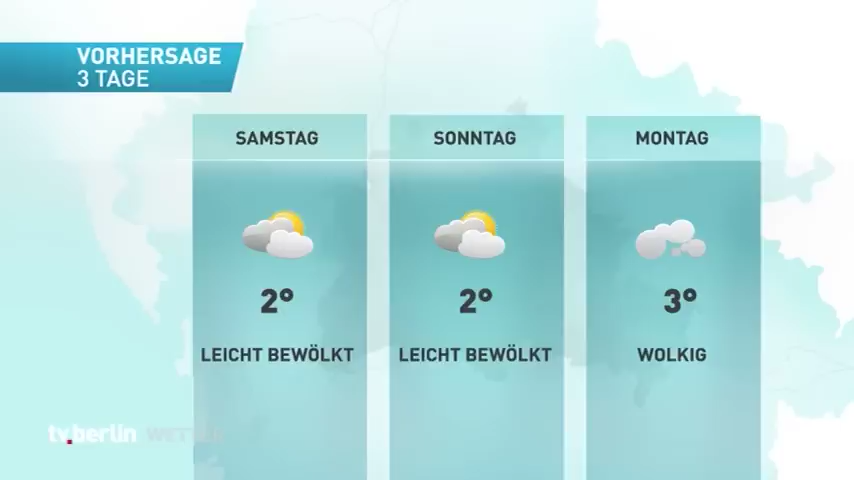 VORHERSAGE
3 TAGE
SAMSTAG
SONNTAG
MONTAG
2°
2°
3°
LEICHT BEWÖLKT
LEICHT BEWÖLKT
WOLKIG
tv.berlin